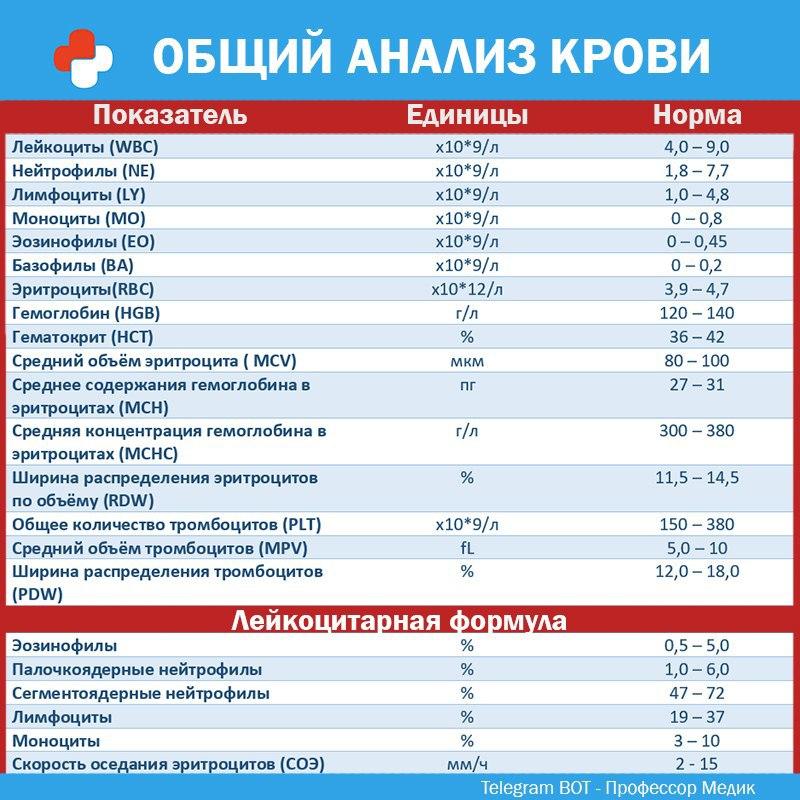 ОБЩИЙ АНАЛИЗ КРОВИ
Показатель Единицы Норма
Лейкоциты (WBC) х10*9/л 4,0 – 9,0
Нейтрофилы (NE) х10*9/л 1,8 – 7,7
Лимфоциты (LY) х10*9/л 1,0 – 4,8
Моноциты (МО) х10*9/л 0 – 0,8
Эозинофилы (ЕО) х10*9/л 0 – 0,45
Базофилы (ВА) х10*9/л 0 – 0,2
Эритроциты(RBC) х10*12/л 3,9 – 4,7
Гемоглобин (HGB) г/л 120 – 140
Гематокрит (НСТ) % 36 – 42
Средний объём эритроцита ( MCV) мкм 80 – 100
Среднее содержания гемоглобина в пг 27 – 31
эритроцитах (МСН)
Средняя концентрация гемоглобина в г/л 300 – 380
эритроцитах (МСНС)
Ширина распределения эритроцитов % 11,5 – 14,5
по объёму (RDW)
Общее количество тромбоцитов (PLT) х10*9/л 150 – 380
Средний объём тромбоцитов (MPV) fL 5,0 – 10
Ширина распределения тромбоцитов % 12,0 – 18,0
(PDW)
Лейкоцитарная формула
Эозинофилы % 0,5 – 5,0
Палочкоядерные нейтрофилы % 1,0 – 6,0
Сегментоядерные нейтрофилы % 47 – 72
Лимфоциты % 19 – 37
Моноциты % 3 – 10
Скорость оседания эритроцитов (СОЭ) мм/ч 2 - 15
Telegram BOT - Профессор Медик